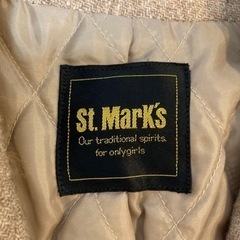 St. Mark's
Our traditional spirits.
for onlygirls